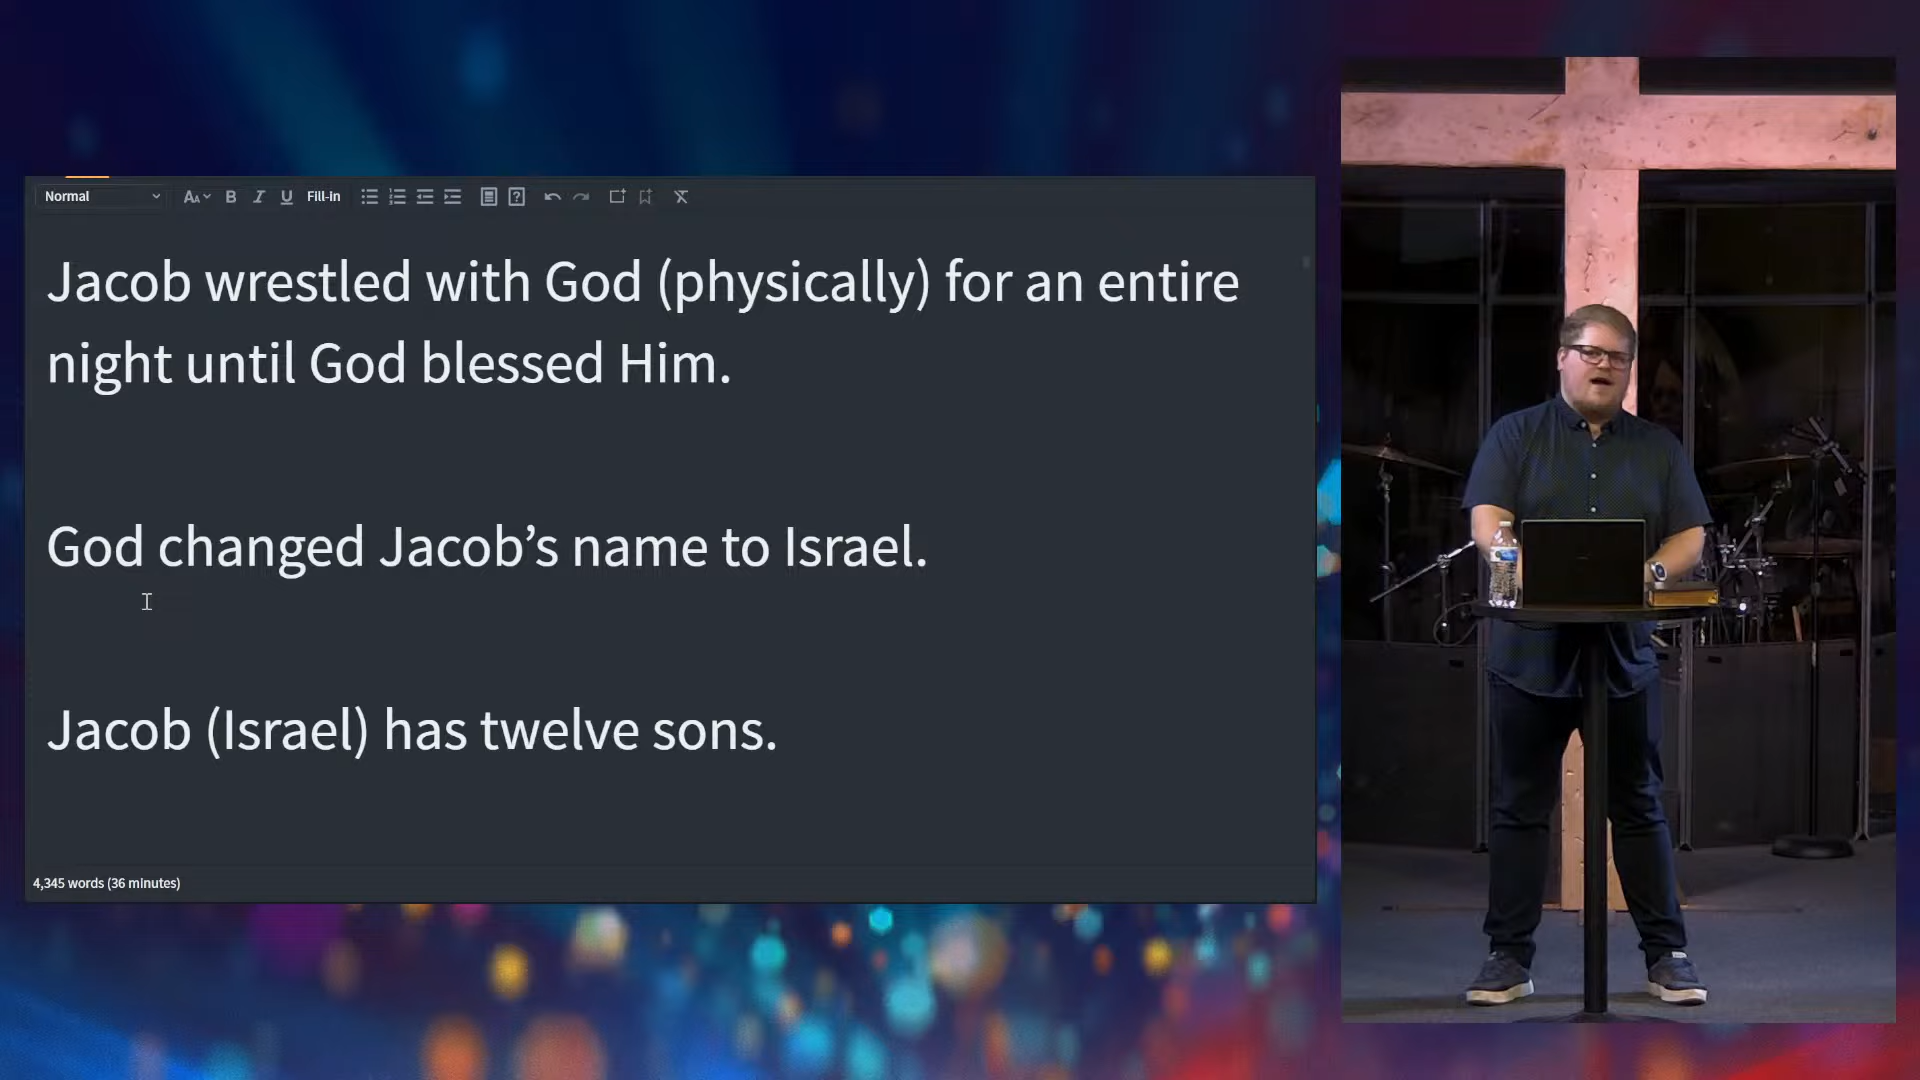 Normal
AA B I U Fill-in
Jacob wrestled with God (physically) for an entire
night until God blessed Him.
God changed Jacob’s name to Israel.
Jacob (Israel) has twelve sons.
4,345 words (36 minutes)